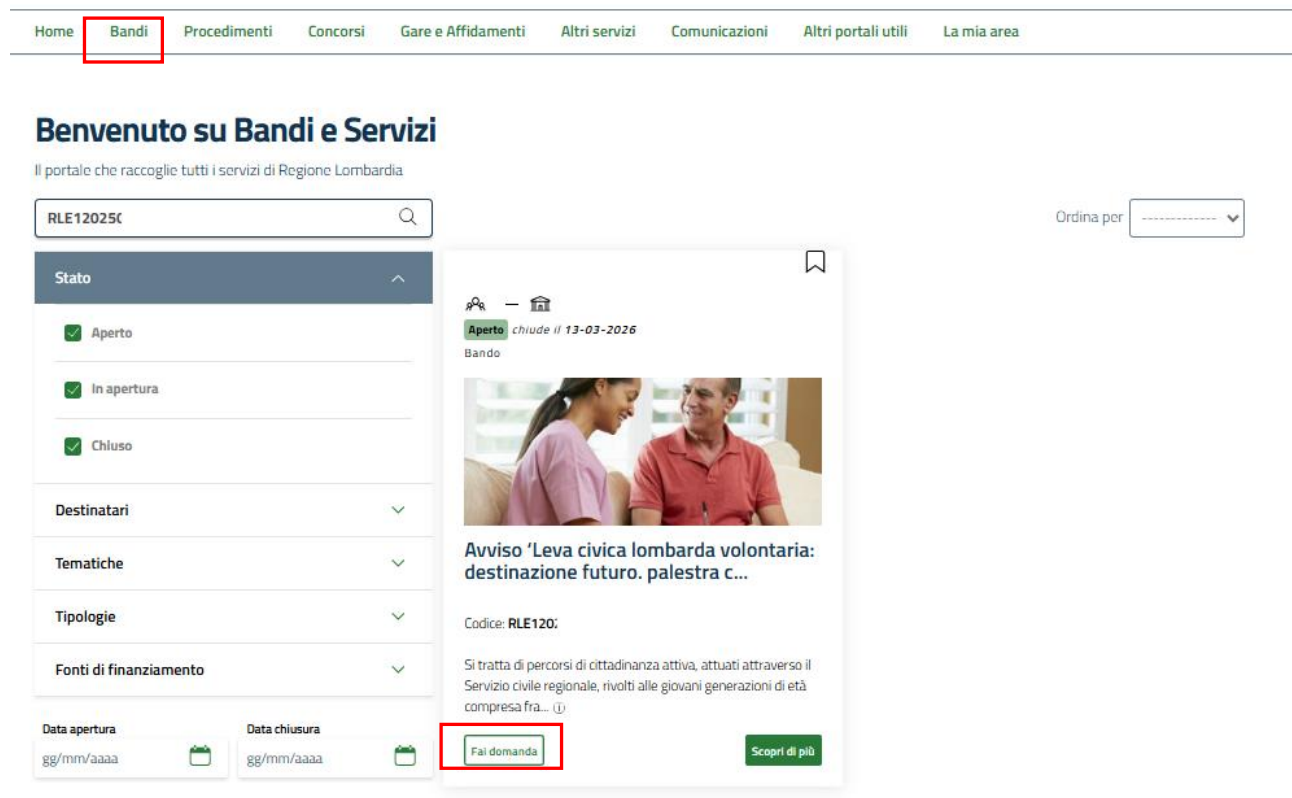 Home Bandi Procedimenti Concorsi Gare e Affidamenti Altri servizi Comunicazioni Altri portali utili La mia area
Benvenuto su Bandi e Servizi
Il portale che raccoglie tutti i servizi di Regione Lombardia
RLE12025
Ordina per -------------
Stato
Aperto
In apertura
Chiuso
Destinatari
Tematiche
Tipologie
Fonti di finanziamento
Data apertura Data chiusura
gg/mm/aaaa gg/mm/aaaa
Aperto chiude il 13-03-2026
Bando
Avviso ‘Leva civica lombarda volontaria:
destinazione futuro. palestra c...
Codice: RLE120
Si tratta di percorsi di cittadinanza attiva, attuati attraverso il
Servizio civile regionale, rivolti alle giovani generazioni di età
compresa fra...
Fai domanda Scopri di più